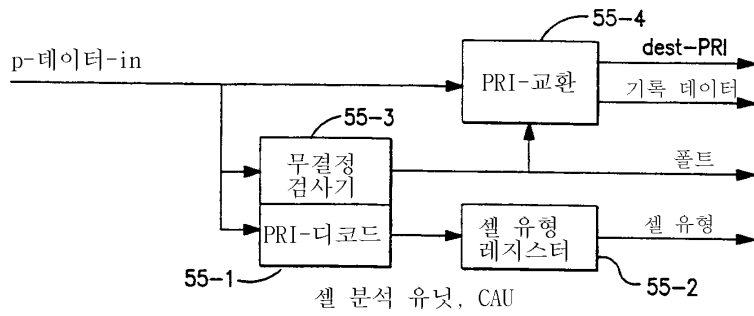 55-4
p-데이터-in
PRI-교환
dest-PRI
기록 데이터
55-3
무결정
검사기
폴트
PRI-디코드
셀 유형
레지스터
셀 유형
55-1
55-2
셀 분석 유닛, CAU